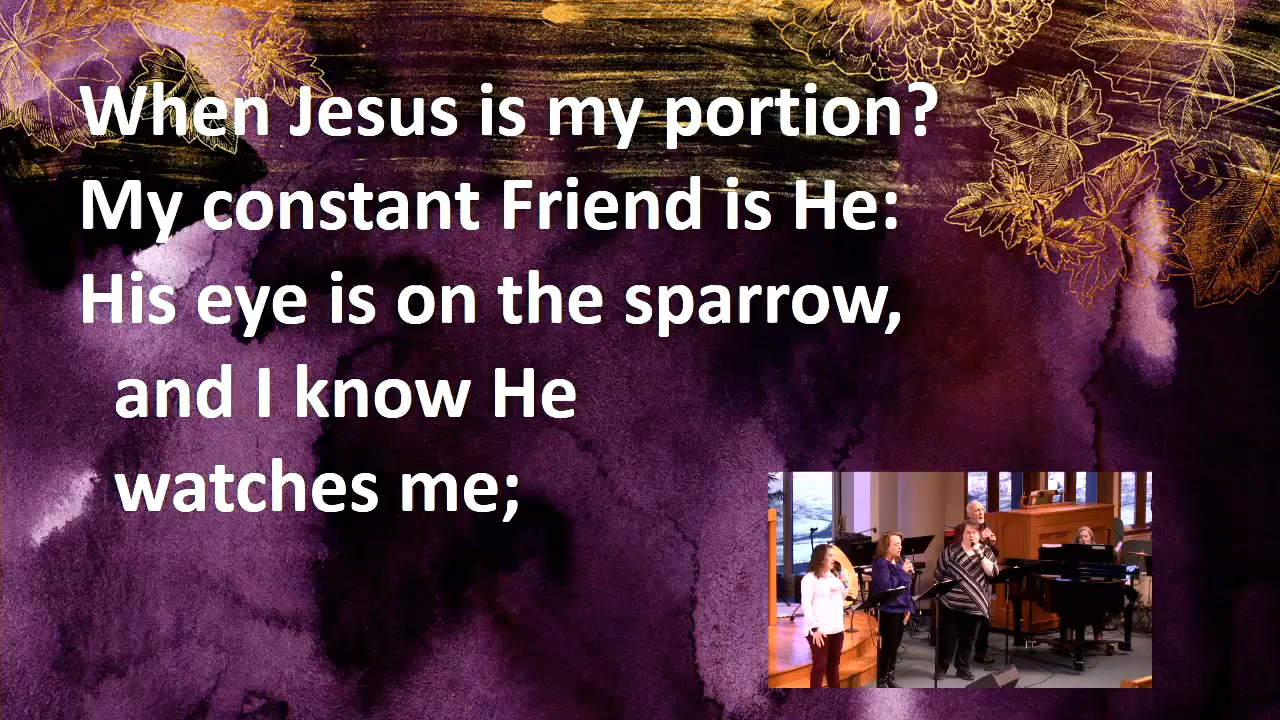 When Jesus is my portion?
My constant Friend is He:
His eye is on the sparrow,
and I know He
watches me;